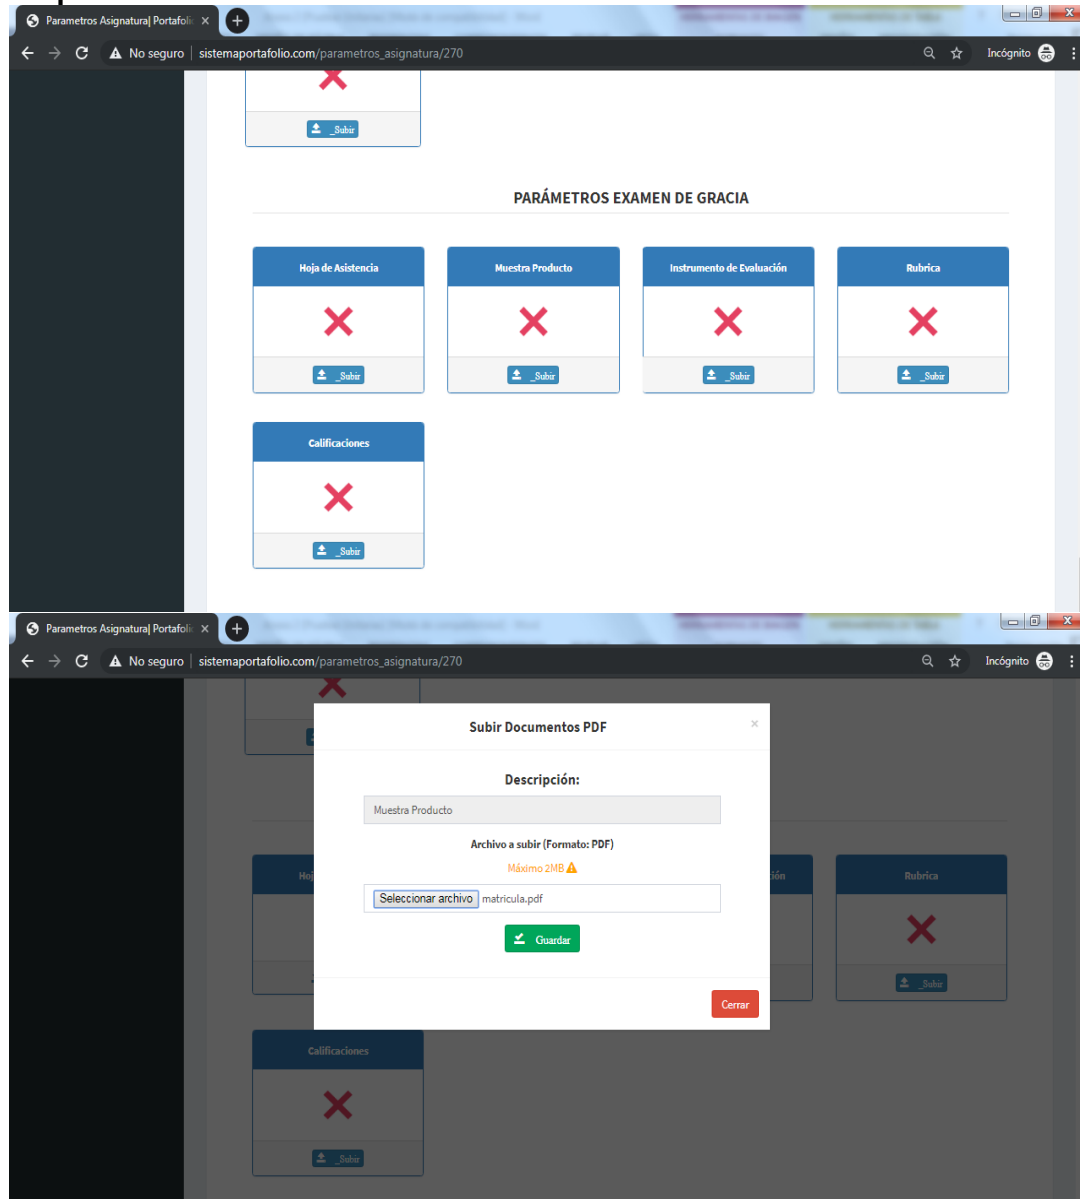 Parametros Asignatura| Portafoli
No seguro | sistemaportafolio.com/parametros_asignatura/270
Incógnito
_Subir
PARÁMETROS EXAMEN DE GRACIA
Hoja de Asistencia
Muestra Producto
Instrumento de Evaluación
Rubrica
_Subir
_Subir
_Subir
_Subir
Calificaciones
_Subir
Parametros Asignatura| Portafoli
No seguro | sistemaportafolio.com/parametros_asignatura/270
Incógnito
Subir Documentos PDF
×
Descripción:
Muestra Producto
Archivo a subir (Formato: PDF)
Máximo 2MB
Hoj
ión
Rubrica
Seleccionar archivo matricula.pdf
Guardar
_Subir
Cerrar
Calificaciones
_Subir